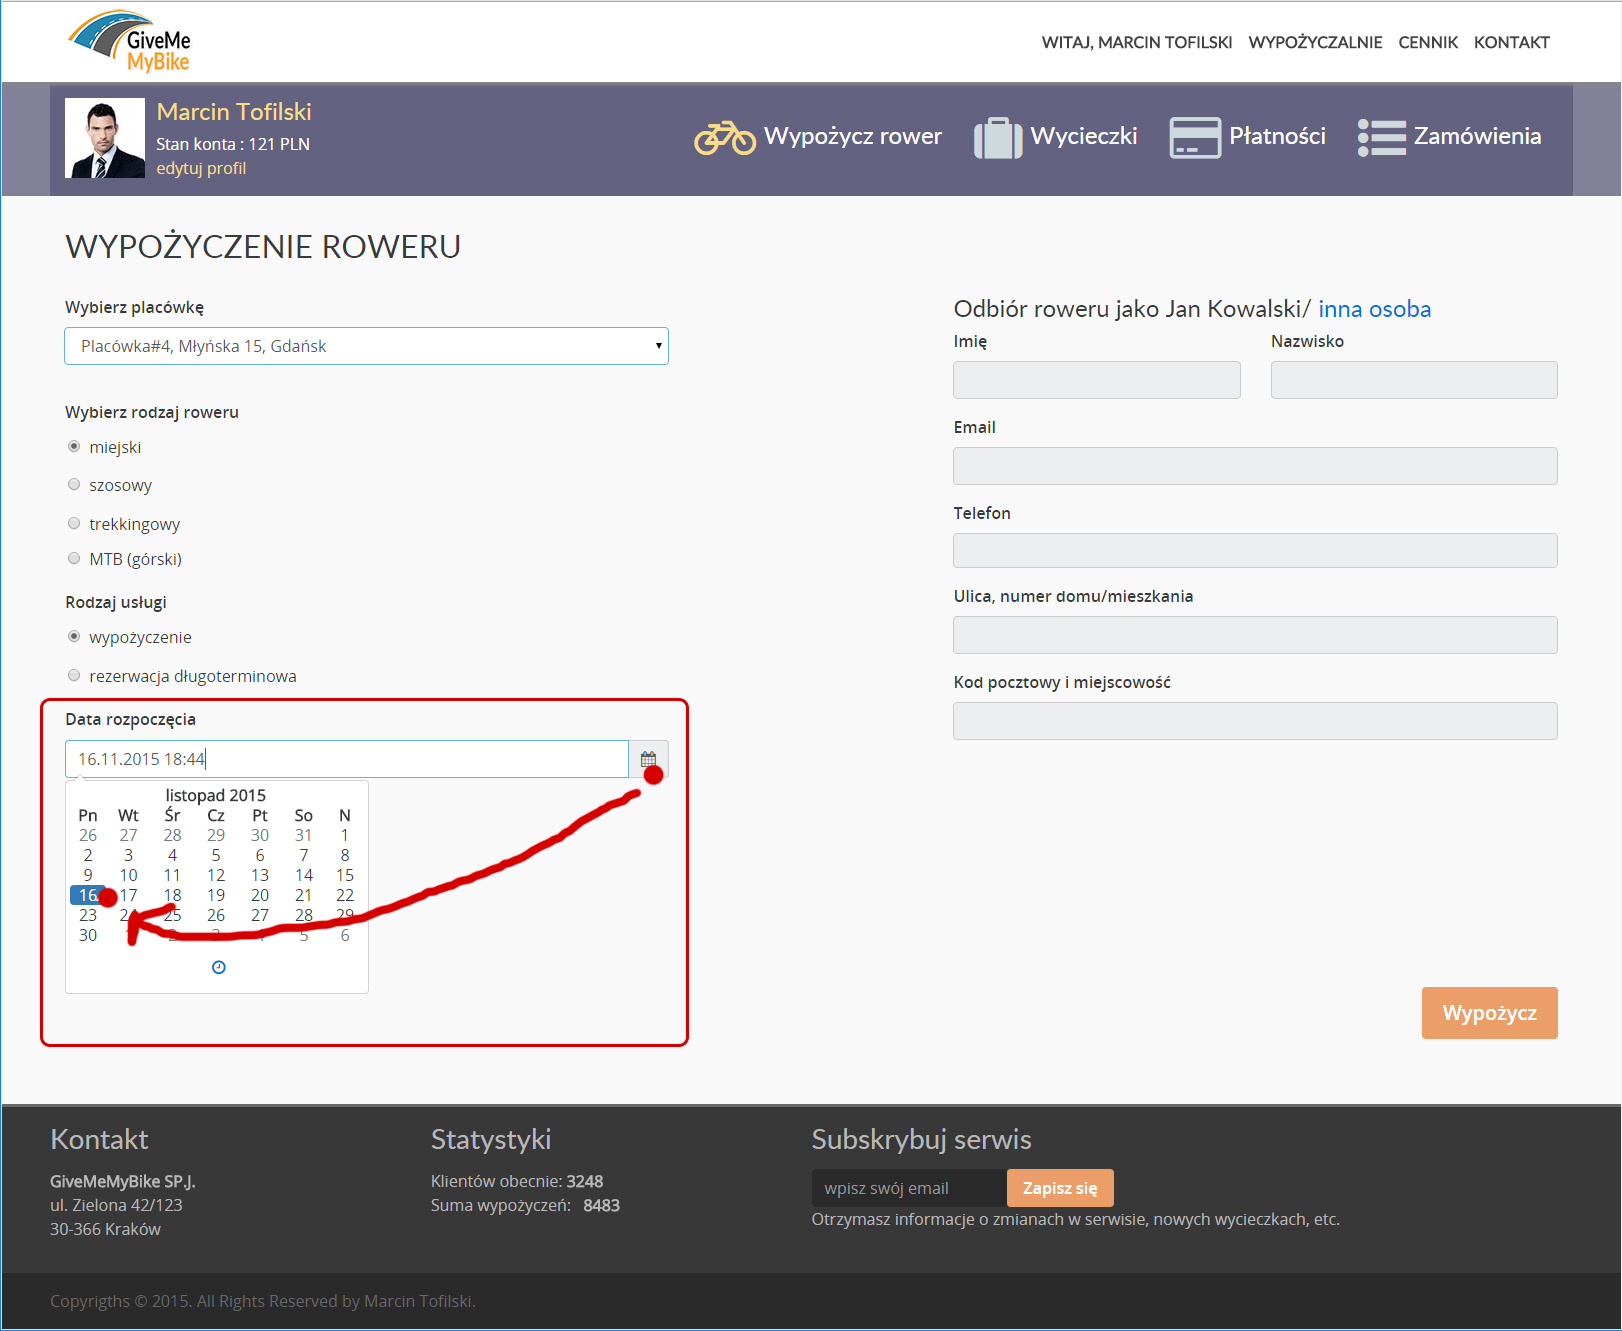 GiveMe
MyBike
WITAJ, MARCIN TOFILSKI WYPOŻYCZALNIE CENNIK KONTAKT
Marcin Tofilski
Stan konta : 121 PLN
edytuj profil
Wypożycz rower Wycieczki Płatności Zamówienia
WYPOŻYCZENIE ROWERU
Wybierz placówkę
Placówka#4, Młyńska 15, Gdańsk
Wybierz rodzaj roweru
miejski
szosowy
trekkingowy
MTB (górski)
Rodzaj usługi
wypożyczenie
rezerwacja długoterminowa
Data rozpoczęcia
16.11.2015 18:44
listopad 2015
Pn Wt Śr Cz Pt So N
26 27 28 29 30 31 1
2 3 4 5 6 7 8
9 10 11 12 13 14 15
16 17 18 19 20 21 22
23 24 25 26 27 28 29
30 2 3 4 5 6
Odbiór roweru jako Jan Kowalski/ inna osoba
Imię Nazwisko
Email
Telefon
Ulica, numer domu/mieszkania
Kod pocztowy i miejscowość
Wypożycz
Kontakt
GiveMeMyBike SP.J.
ul. Zielona 42/123
30-366 Kraków
Statystyki
Klientów obecnie: 3248
Suma wypożyczeń: 8483
Subskrybuj serwis
wpisz swój email Zapisz się
Otrzymasz informacje o zmianach w serwisie, nowych wycieczkach, etc.
Copyrigths © 2015. All Rights Reserved by Marcin Tofilski.